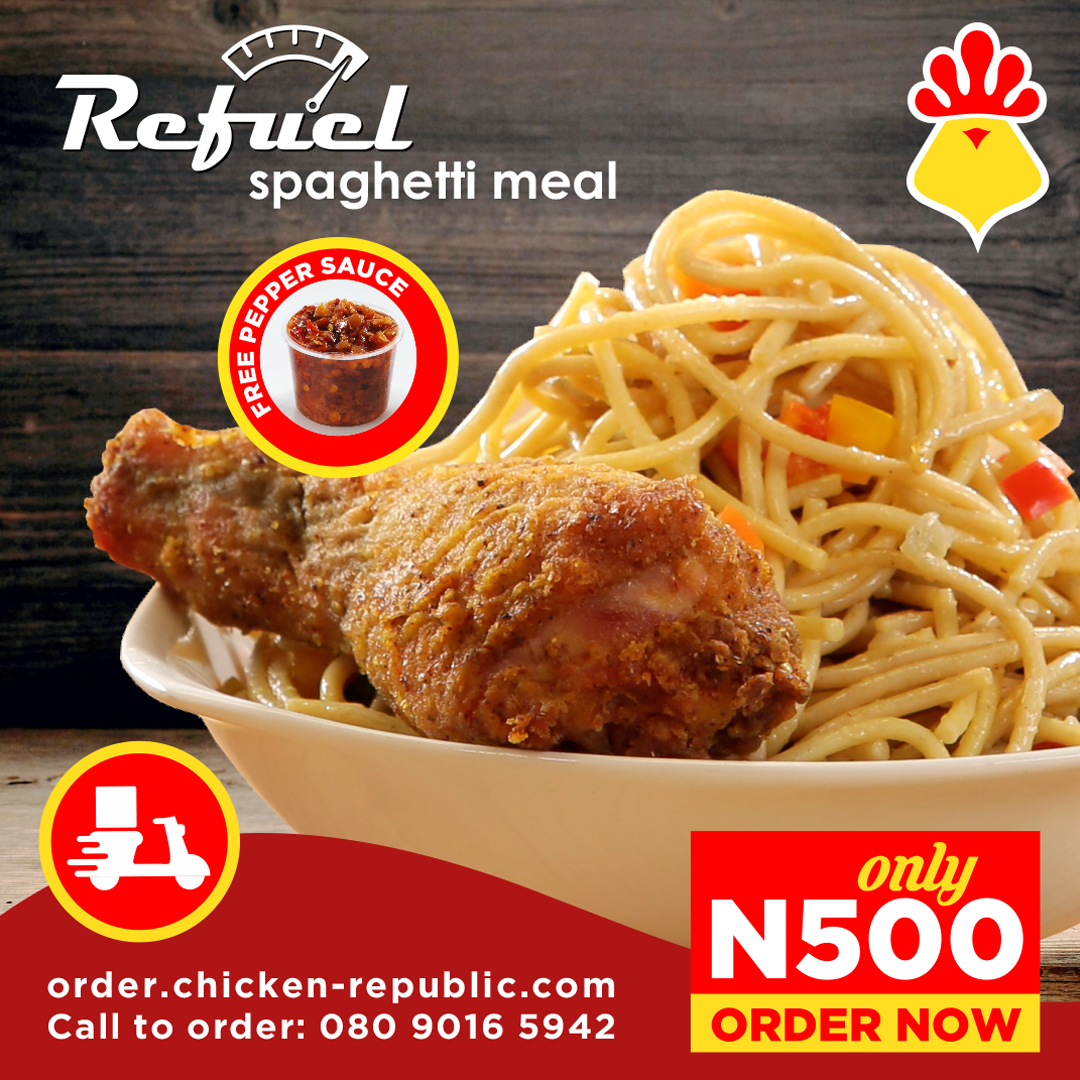 Refuel
spaghetti meal
FREE PEPPER SAUCE
only
N500
ORDER NOW
order.chicken-republic.com
Call to order: 080 9016 5942